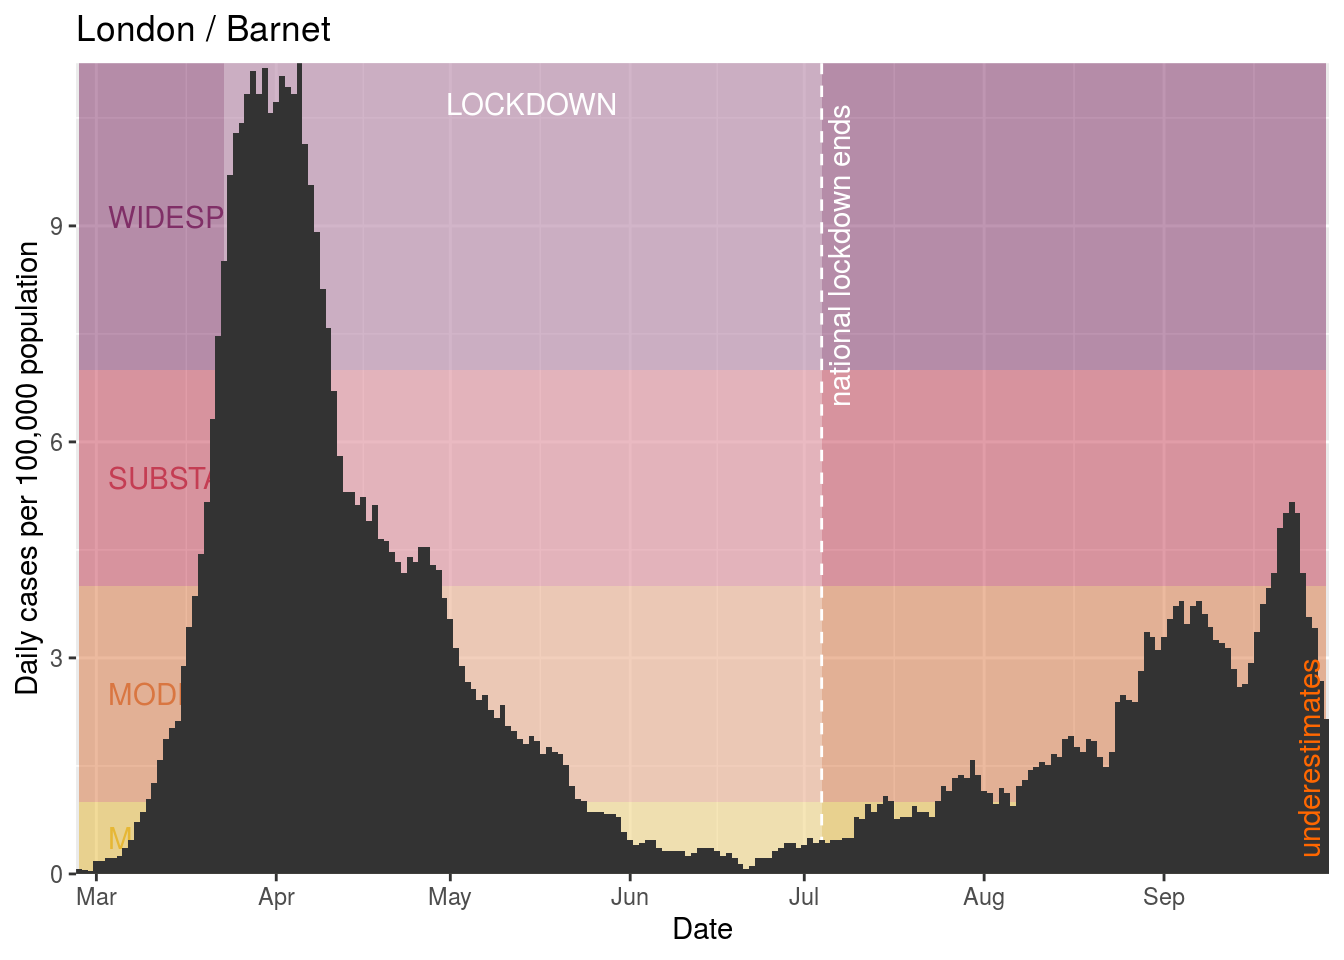 London / Barnet
LOCKDOWN
national lockdown ends
WIDESP
SUBSTA
MOD
M
underestimates
Daily cases per 100,000 population
9
6
3
0
Mar Apr May Jun Jul Aug Sep
Date